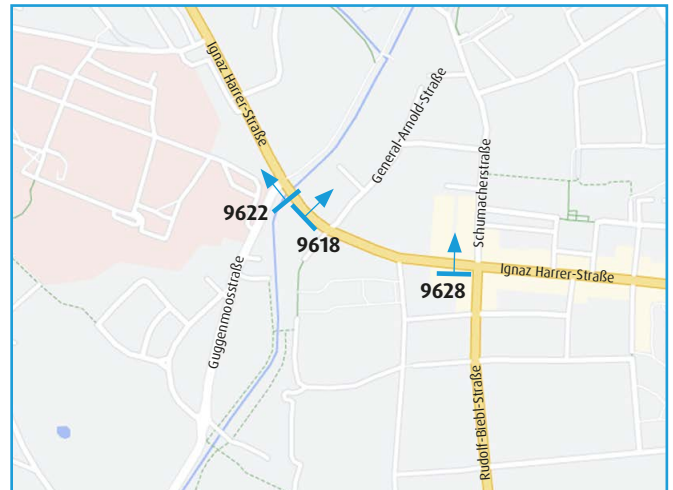 Ignaz Harrer-Straße
General-Arnold-Straße
Schumacherstraße
9622
9618
Ignaz Harrer-Straße
9628
Guggenmoosstraße
Rudolf-Biebl-Straße